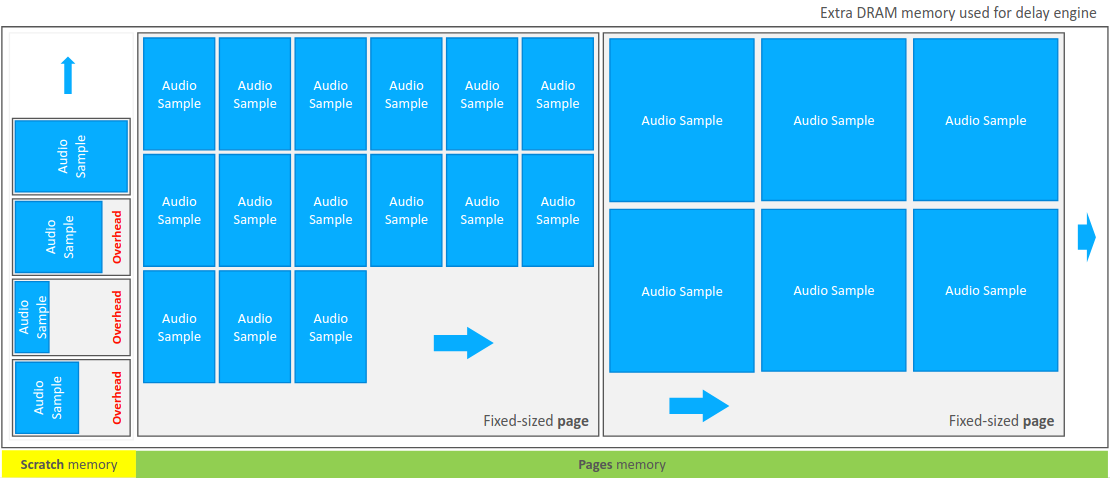 Extra DRAM memory used for delay engine
Audio
Sample
Audio
Sample
Overhead
Audio
Sample
Overhead
Audio
Sample
Overhead
Audio
Sample
Audio
Sample
Audio
Sample
Audio
Sample
Audio
Sample
Audio
Sample
Audio
Sample
Audio
Sample
Audio
Sample
Audio
Sample
Audio
Sample
Audio
Sample
Audio
Sample
Audio
Sample
Audio
Sample
Fixed-sized page
Audio Sample
Audio Sample
Audio Sample
Audio Sample
Audio Sample
Audio Sample
Fixed-sized page
Scratch memory
Pages memory